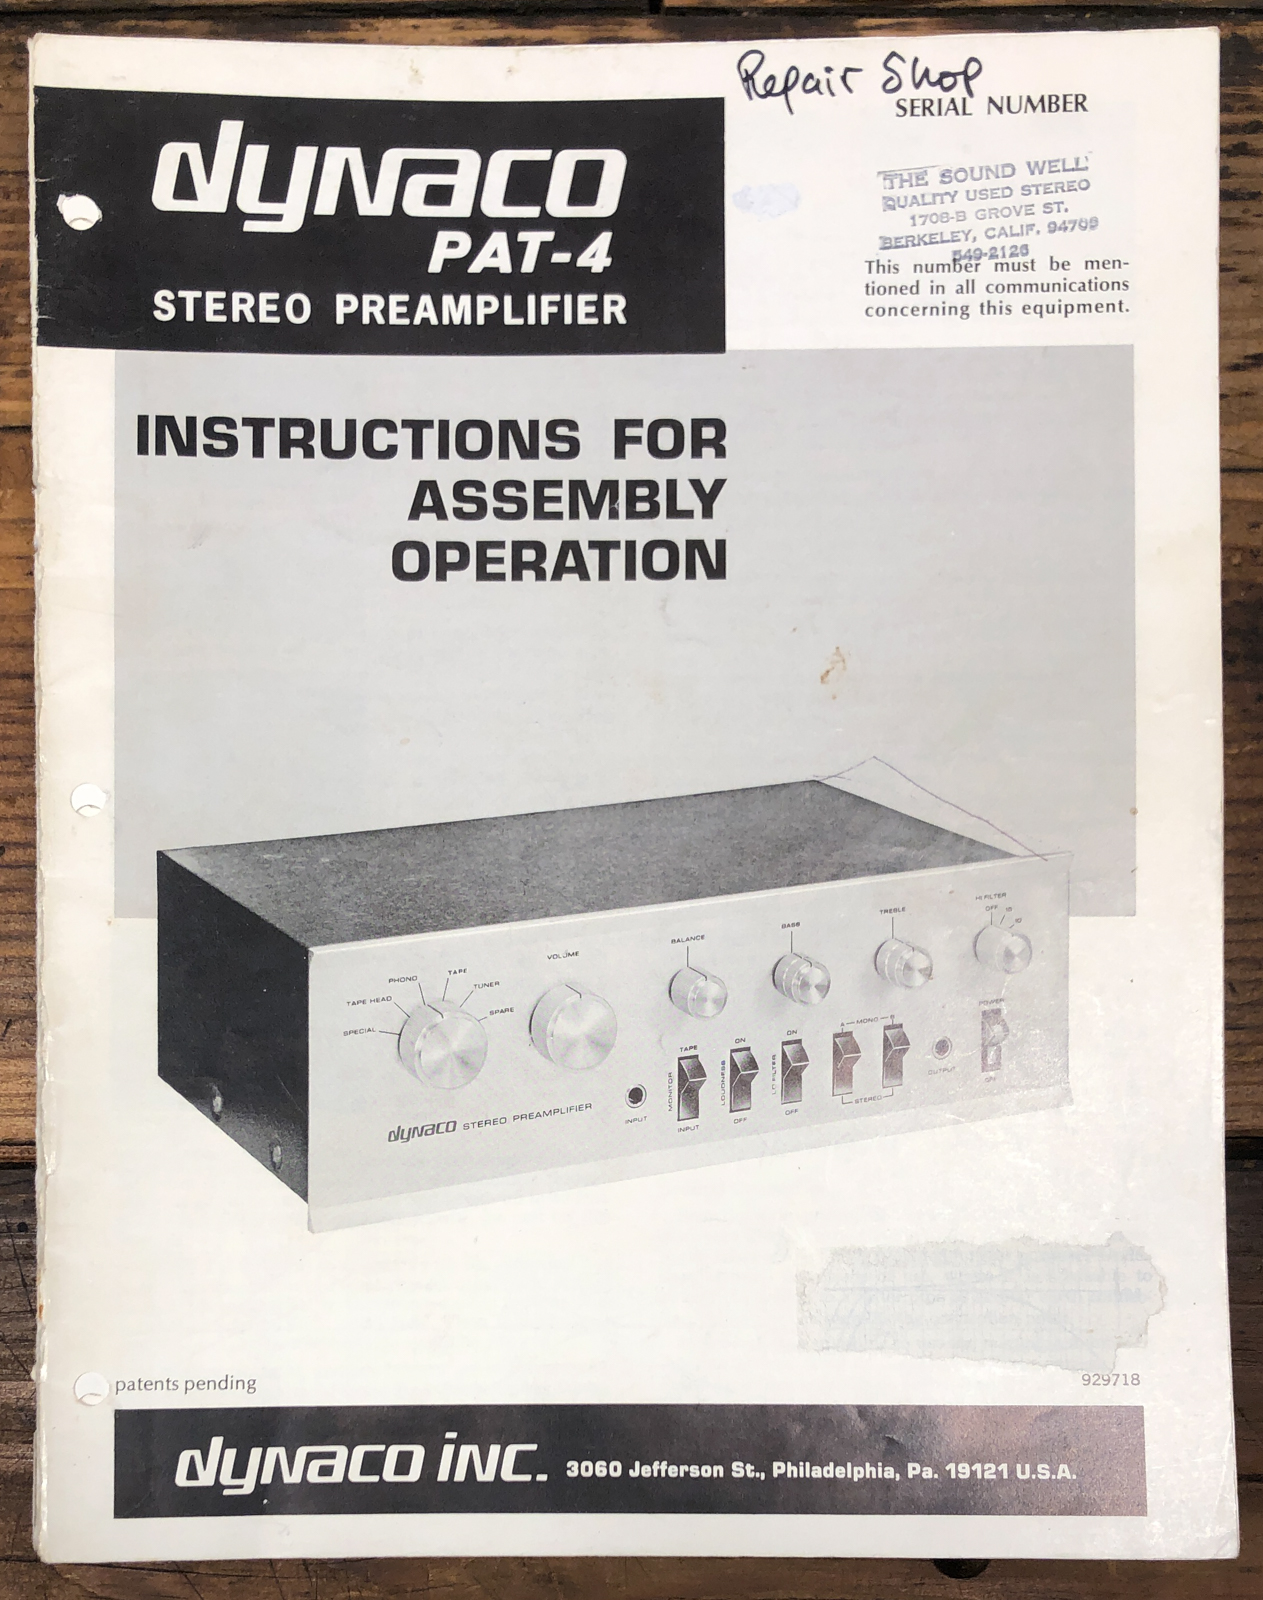 Repair Shop
SERIAL NUMBER
dynaco
PAT-4
STEREO PREAMPLIFIER
THE SOUND WELL
QUALITY USED STEREO
1708-B GROVE ST.
BERKELEY, CALIF. 94709
549-2126
This number must be men-
tioned in all communications
concerning this equipment.
INSTRUCTIONS FOR
ASSEMBLY
OPERATION
SPECIAL
TAPE HEAD
PHONO
TAPE
TUNER
SPARE
VOLUME
BALANCE
BASS
TREBLE
HI FILTER
OFF
INPUT
MONITOR
TAPE
INPUT
LOUDNESS
ON
OFF
LO FILTER
ON
OFF
A MONO B
STEREO
OUTPUT
POWER
ON
dynaco STEREO PREAMPLIFIER
patents pending
929718
dynaco inc. 3060 Jefferson St., Philadelphia, Pa. 19121 U.S.A.